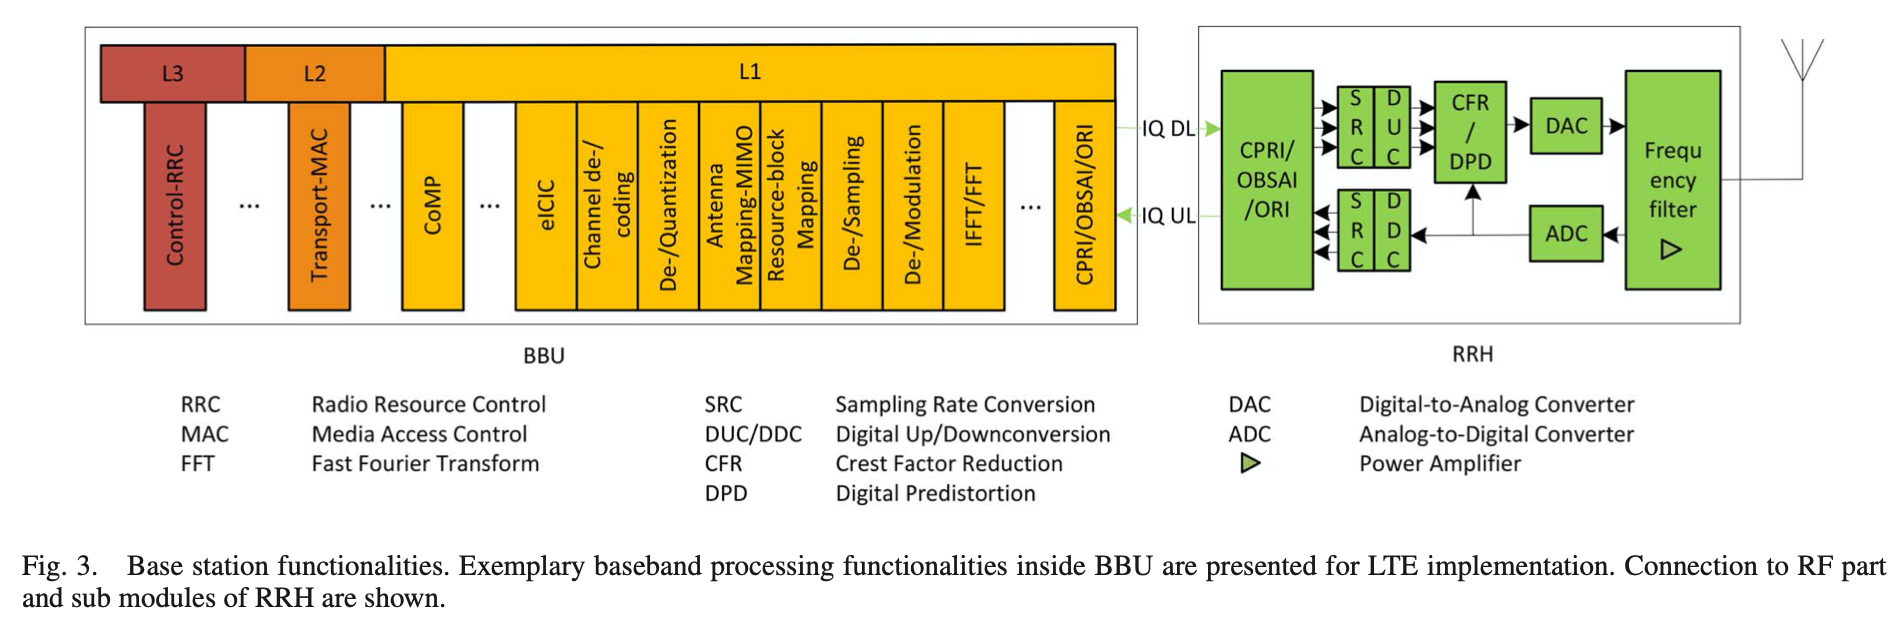 L3
L2
L1
Control-RRC
...
Transport-MAC
...
CoMP
...
eICIC
Channel de-/
coding
De-/Quantization
Antenna
Mapping-MIMO
Resource-block
Mapping
De-/Sampling
De-/Modulation
IFFT/FFT
...
CPRI/OBSAI/ORI
IQ DL
IQ UL
CPRI/
OBSAI
/ORI
SRC
DUC
CFR
/
DPD
DAC
SRC
DDC
ADC
Frequ
ency
filter
BBU
RRH
RRC Radio Resource Control
MAC Media Access Control
FFT Fast Fourier Transform
SRC Sampling Rate Conversion
DUC/DDC Digital Up/Downconversion
CFR Crest Factor Reduction
DPD Digital Predistortion
DAC Digital-to-Analog Converter
ADC Analog-to-Digital Converter
Power Amplifier
Fig. 3. Base station functionalities. Exemplary baseband processing functionalities inside BBU are presented for LTE implementation. Connection to RF part
and sub modules of RRH are shown.